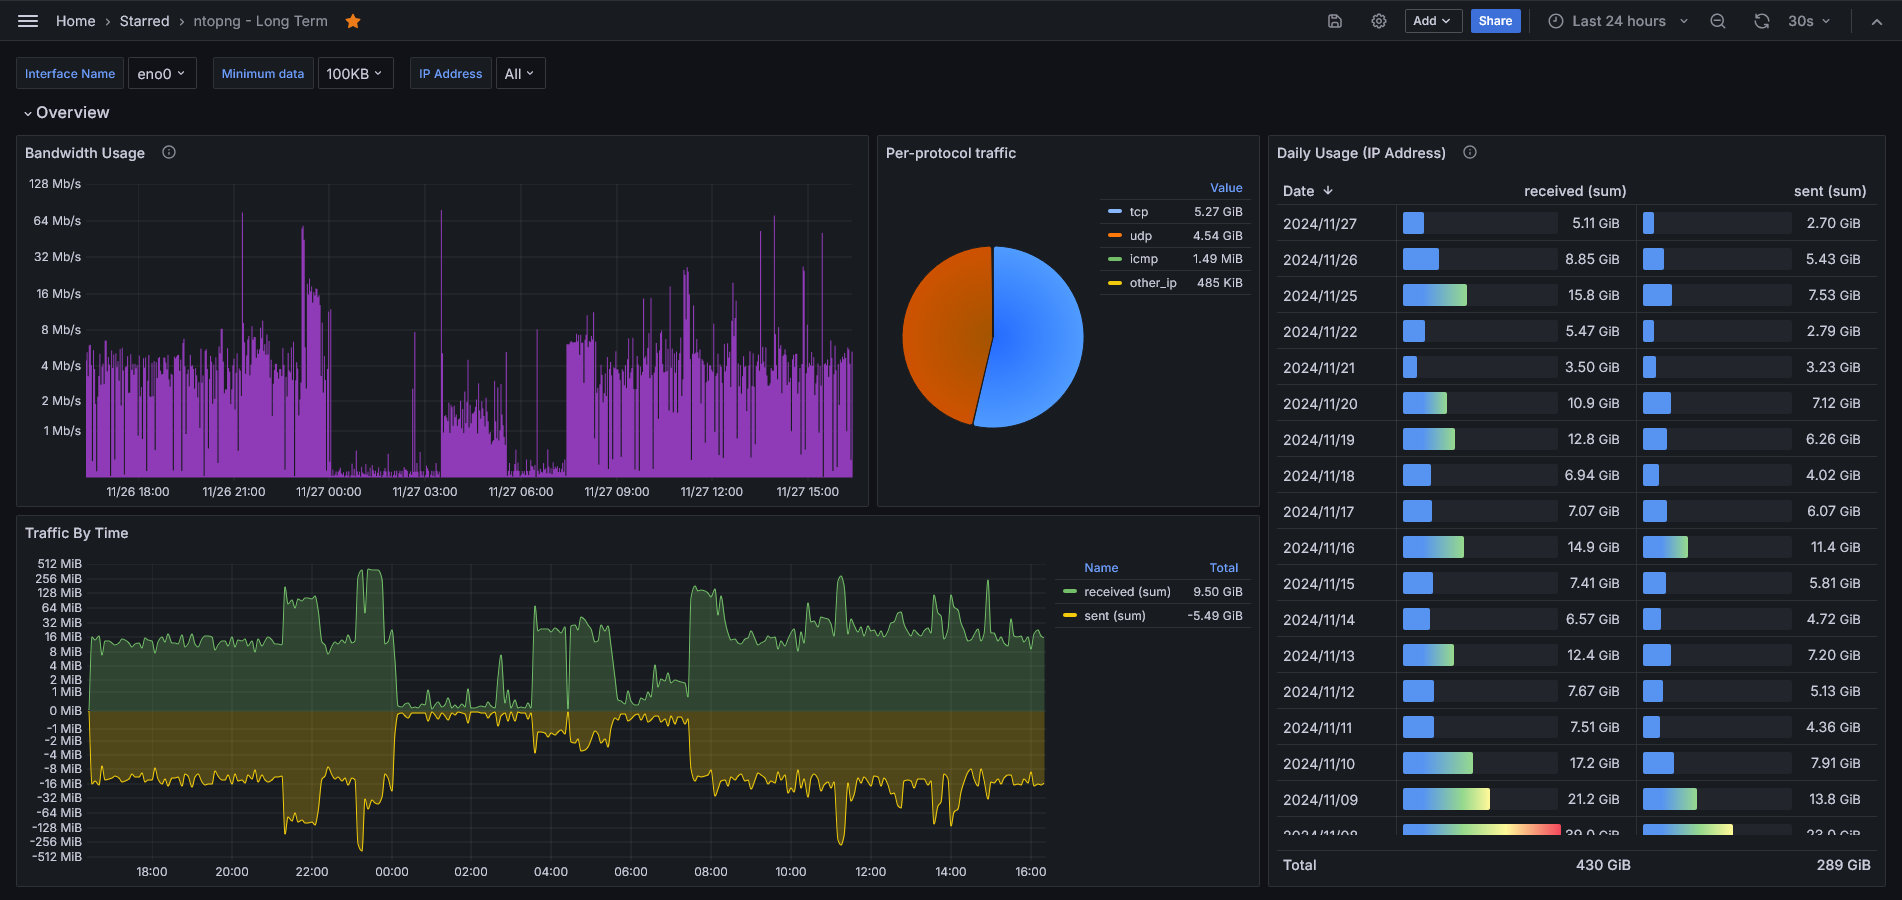 Home › Starred › ntopng - Long Term
Add
Share
Last 24 hours
30s
Interface Name eno0 Minimum data 100KB IP Address All
Overview
Bandwidth Usage
128 Mb/s
64 Mb/s
32 Mb/s
16 Mb/s
8 Mb/s
4 Mb/s
2 Mb/s
1 Mb/s
11/26 18:00 11/26 21:00 11/27 00:00 11/27 03:00 11/27 06:00 11/27 09:00 11/27 12:00 11/27 15:00
Per-protocol traffic
Value
tcp 5.27 GiB
udp 4.54 GiB
icmp 1.49 MiB
other_ip 485 KiB
Traffic By Time
512 MiB
256 MiB
128 MiB
64 MiB
32 MiB
16 MiB
8 MiB
4 MiB
2 MiB
1 MiB
0 MiB
-1 MiB
-2 MiB
-4 MiB
-8 MiB
-16 MiB
-32 MiB
-64 MiB
-128 MiB
-256 MiB
-512 MiB
18:00 20:00 22:00 00:00 02:00 04:00 06:00 08:00 10:00 12:00 14:00 16:00
Name Total
received (sum) 9.50 GiB
sent (sum) -5.49 GiB
Daily Usage (IP Address)
Date received (sum) sent (sum)
2024/11/27 5.11 GiB 2.70 GiB
2024/11/26 8.85 GiB 5.43 GiB
2024/11/25 15.8 GiB 7.53 GiB
2024/11/22 5.47 GiB 2.79 GiB
2024/11/21 3.50 GiB 3.23 GiB
2024/11/20 10.9 GiB 7.12 GiB
2024/11/19 12.8 GiB 6.26 GiB
2024/11/18 6.94 GiB 4.02 GiB
2024/11/17 7.07 GiB 6.07 GiB
2024/11/16 14.9 GiB 11.4 GiB
2024/11/15 7.41 GiB 5.81 GiB
2024/11/14 6.57 GiB 4.72 GiB
2024/11/13 12.4 GiB 7.20 GiB
2024/11/12 7.67 GiB 5.13 GiB
2024/11/11 7.51 GiB 4.36 GiB
2024/11/10 17.2 GiB 7.91 GiB
2024/11/09 21.2 GiB 13.8 GiB
Total 430 GiB 289 GiB